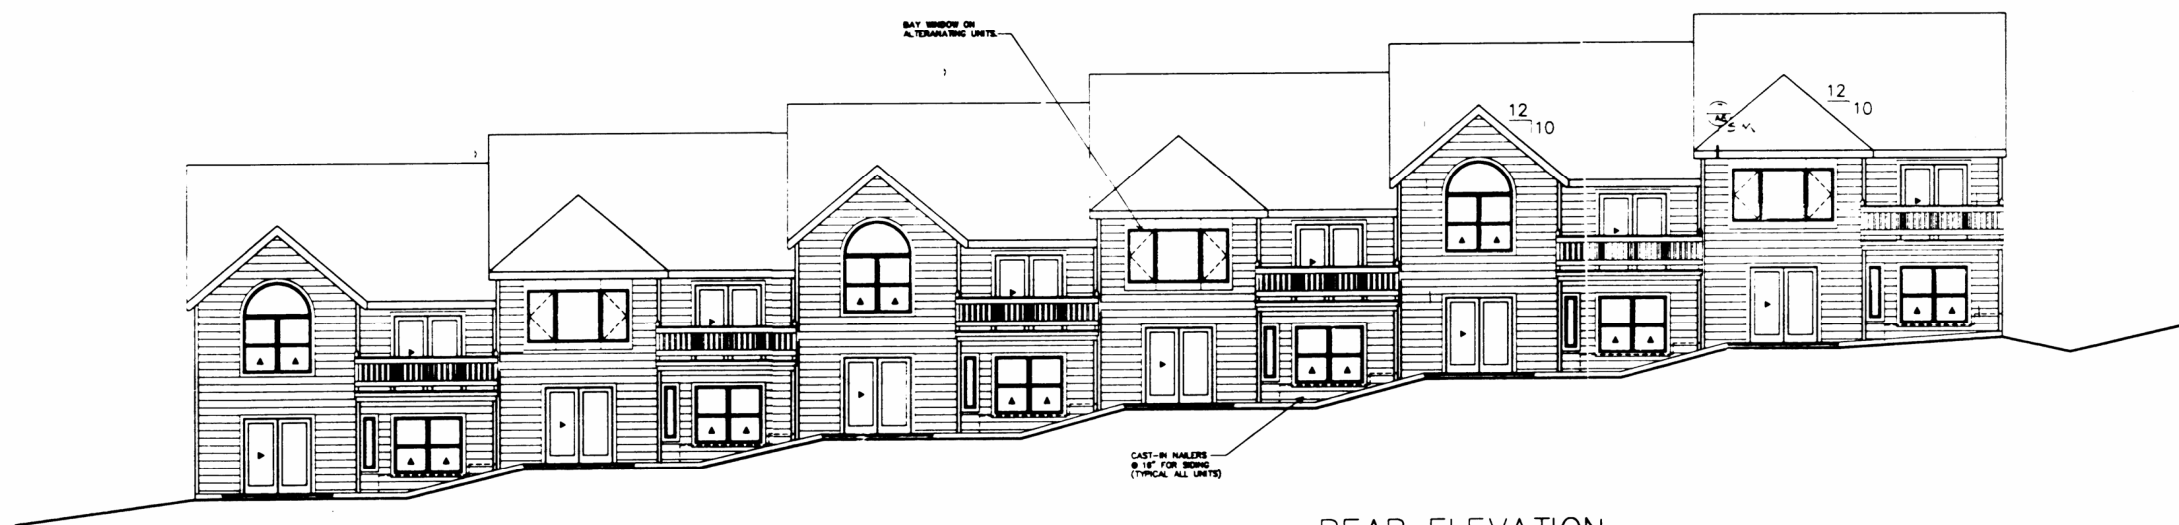 BAY WINDOW ON
ALTERANATING UNITS.
12
10
12
10
CAST-IN NAILERS
@ 16" FOR SIDING
(TYPICAL ALL UNITS)
REAR ELEVATION